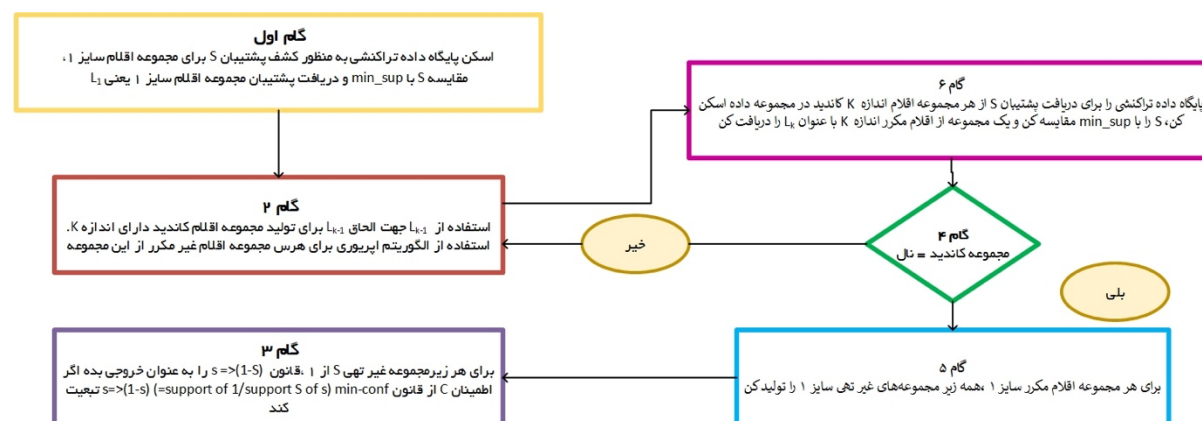 گام اول
اسکن پایگاه داده تراکنشی به منظور کشف پشتیبان S برای مجموعه اقلام سایز ۱،
مقایسه S با min_sup و دریافت پشتیبان مجموعه اقلام سایز ۱ یعنی L1
گام ۶
پایگاه داده تراکنشی را برای دریافت پشتیبان S از هر مجموعه اقلام اندازه K کاندید در مجموعه داده اسکن
کن، S را با min_sup مقایسه کن و یک مجموعه از اقلام مکرر اندازه K با عنوان Lk را دریافت کن
گام ۲
استفاده از Lk-1 جهت الحاق Lk-1 برای تولید مجموعه اقلام کاندید دارای اندازه K.
استفاده از الگوریتم اپریوری برای هرس مجموعه اقلام غیر مکرر از این مجموعه
خیر
گام ۴
مجموعه کاندید = نال
بلی
گام ۵
برای هر مجموعه اقلام مکرر سایز ۱ ،همه زیر مجموعه‌های غیر تهی سایز ۱ را تولید کن
گام ۳
برای هر زیرمجموعه غیر تهی S از ۱ ،قانون s =>(1-S) را به عنوان خروجی بده اگر
اطمینان C از قانون s=>(1-s) (=support of 1/support S of s) min-conf تبعیت
کند